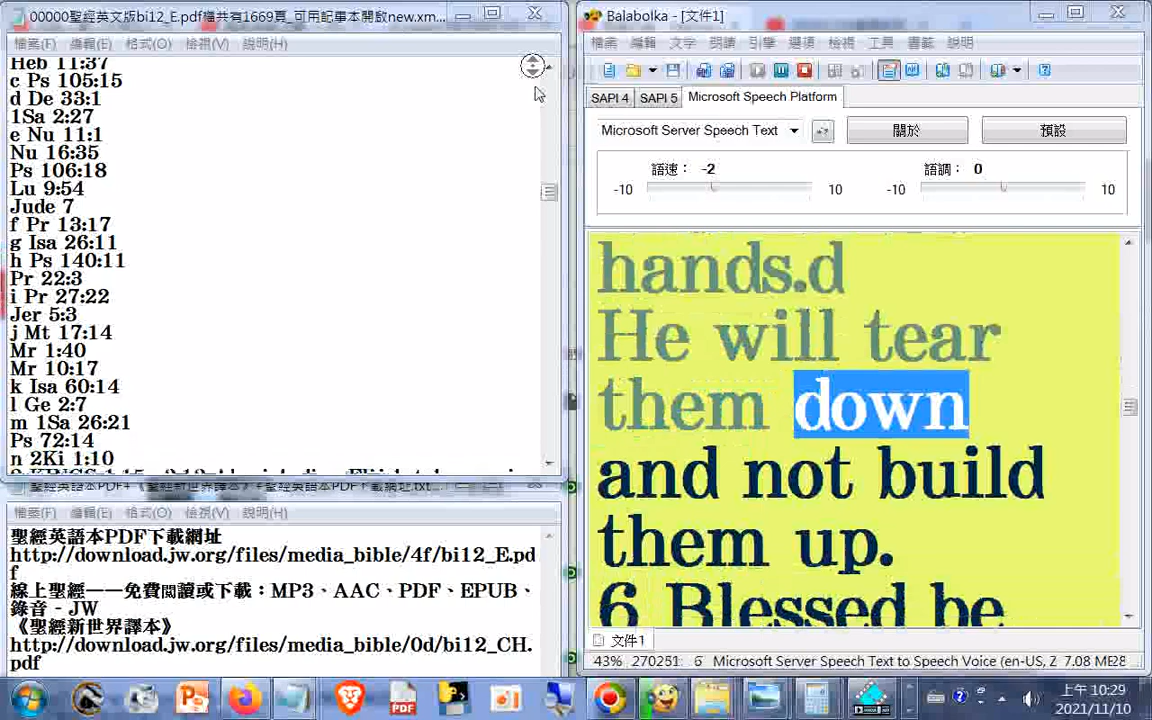 00000聖經英文版bi12_E.pdf檔共有1669頁_可用記事本開啟new.xm...
檔案(F) 編輯(E) 格式(O) 檢視(V) 說明(H)
Heb 11:37
c Ps 105:15
d De 33:1
1Sa 2:27
e Nu 11:1
Nu 16:35
Ps 106:18
Lu 9:54
Jude 7
f Pr 13:17
g Isa 26:11
h Ps 140:11
Pr 22:3
i Pr 27:22
Jer 5:3
j Mt 17:14
Mr 1:40
Mr 10:17
k Isa 60:14
l Ge 2:7
m 1Sa 26:21
Ps 72:14
n 2Ki 1:10
檔案(F) 編輯(E) 格式(O) 檢視(V) 說明(H)
聖經英語本PDF下載網址
http://download.jw.org/files/media_bible/4f/bi12_E.pd
f
線上聖經——免費閱讀或下載：MP3、AAC、PDF、EPUB、
錄音 - JW
《聖經新世界譯本》
http://download.jw.org/files/media_bible/0d/bi12_CH.
pdf
Balabolka - [文件1]
檔案 編輯 文字 朗讀 引擎 選項 檢視 工具 書籤 說明
SAPI 4 SAPI 5 Microsoft Speech Platform
Microsoft Server Speech Text 關於 預設
語速： -2 語調： 0
-10 10 -10 10
hands.d
He will tear
them down
and not build
them up.
6 Blessed be
文件1
43% 270251: 6 Microsoft Server Speech Text to Speech Voice (en-US, Z 7.08 ME28
PDF
上午 10:29
2021/11/10